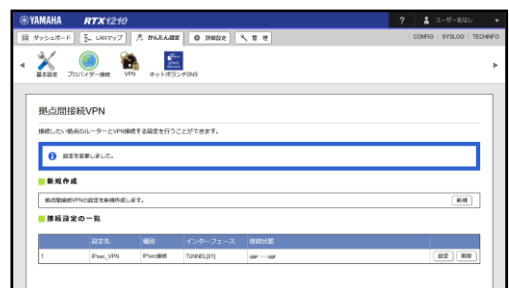 YAMAHA RTX1210 ? ユーザー名なし
ダッシュボード LANマップ かんたん設定 詳細設定 管理 CONFIG SYSLOG TECHINFO
基本設定 プロバイダー接続 VPN ネットボランチDNS
拠点間接続VPN
接続したい拠点のルーターとVPN接続する設定を行うことができます。
設定を変更しました。
新規作成
拠点間接続VPNの設定を新規作成します。 新規
接続設定の一覧
設定名 種別 インターフェース 接続状態
1 IPsec_VPN IPsec接続 TUNNEL[01] 設定 削除